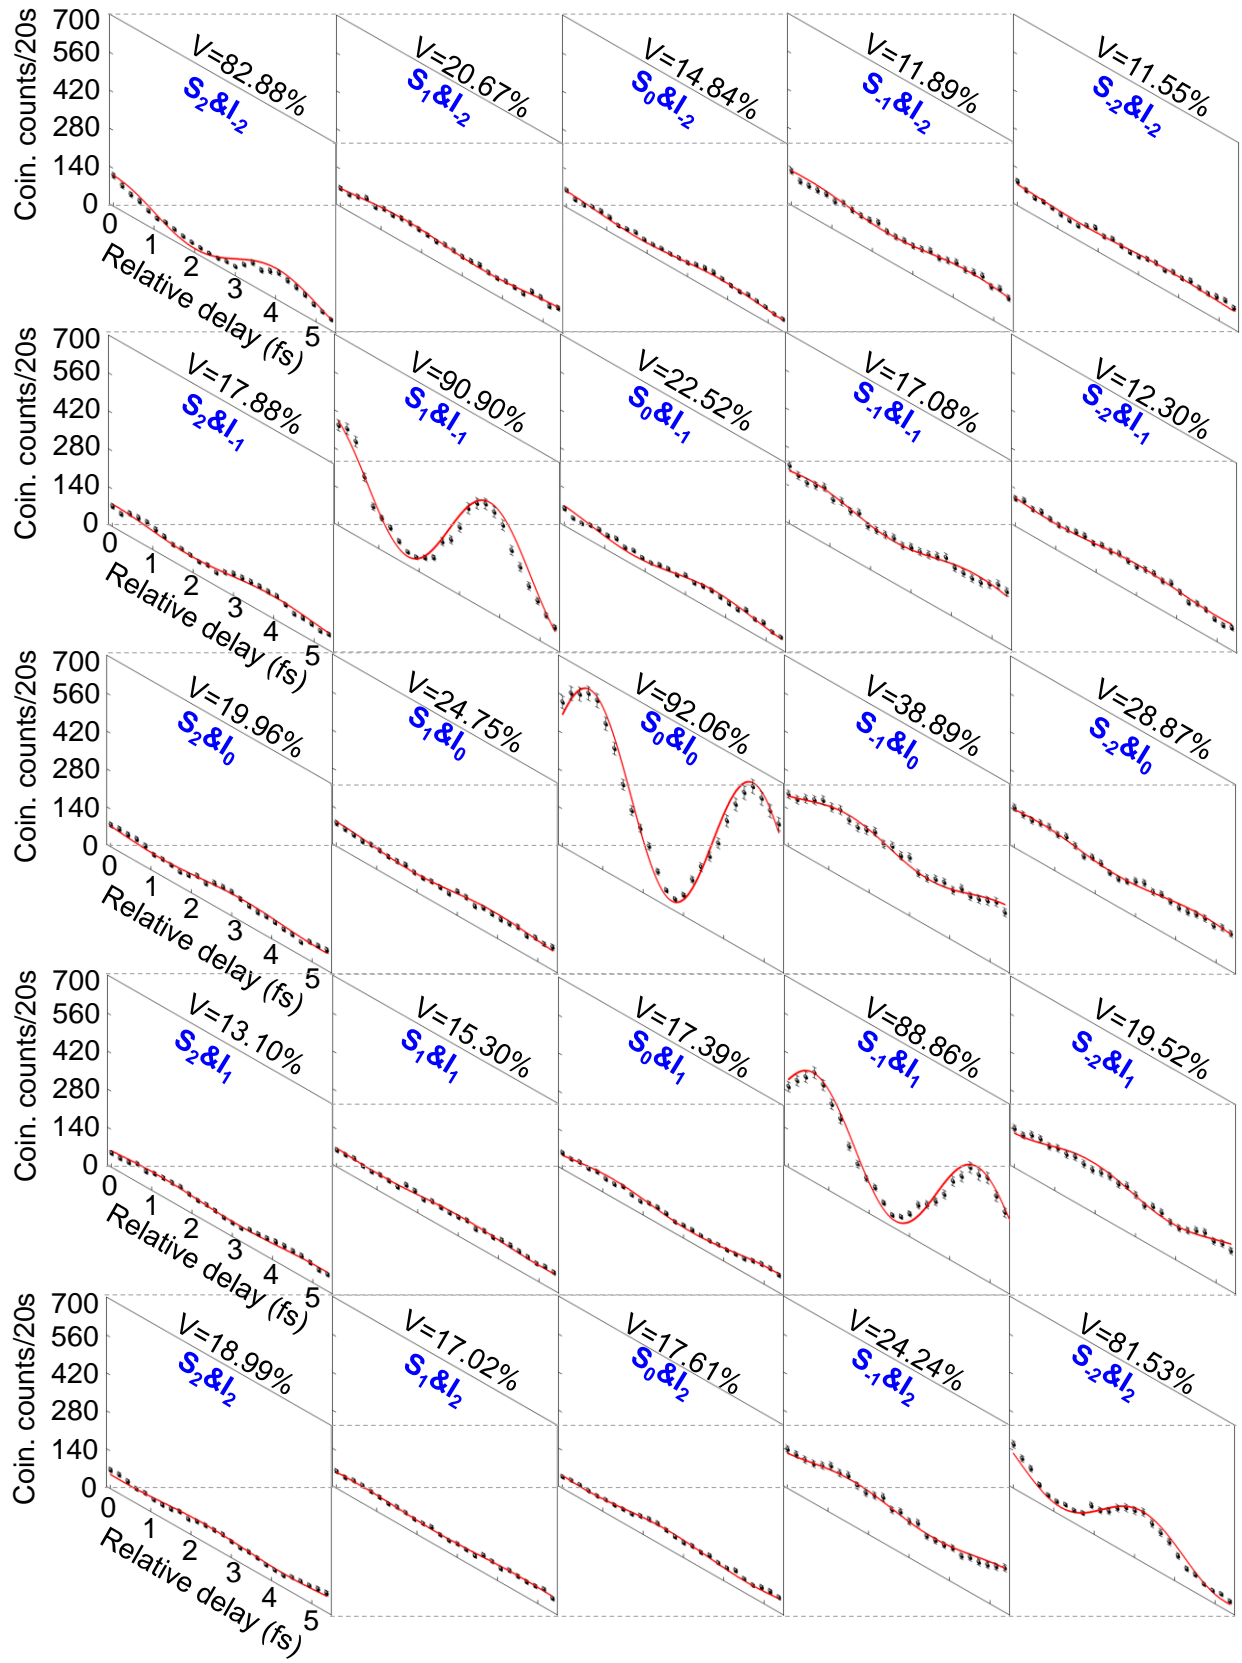 Coin. counts/20s
700
560
420
280
140
0
V=82.88%
S2&I-2
V=20.67%
S1&I-2
V=14.84%
S0&I-2
V=11.89%
S-1&I-2
V=11.55%
S-2&I-2
0 1 2 3 4 5
Relative delay (fs)
Coin. counts/20s
700
560
420
280
140
0
V=17.88%
S2&I-1
V=90.90%
S1&I-1
V=22.52%
S0&I-1
V=17.08%
S-1&I-1
V=12.30%
S-2&I-1
0 1 2 3 4 5
Relative delay (fs)
Coin. counts/20s
700
560
420
280
140
0
V=19.96%
S2&I0
V=24.75%
S1&I0
V=92.06%
S0&I0
V=38.89%
S-1&I0
V=28.87%
S-2&I0
0 1 2 3 4 5
Relative delay (fs)
Coin. counts/20s
700
560
420
280
140
0
V=13.10%
S2&I1
V=15.30%
S1&I1
V=17.39%
S0&I1
V=88.86%
S-1&I1
V=19.52%
S-2&I1
0 1 2 3 4 5
Relative delay (fs)
Coin. counts/20s
700
560
420
280
140
0
V=18.99%
S2&I2
V=17.02%
S1&I2
V=17.61%
S0&I2
V=24.24%
S-1&I2
V=81.53%
S-2&I2
0 1 2 3 4 5
Relative delay (fs)